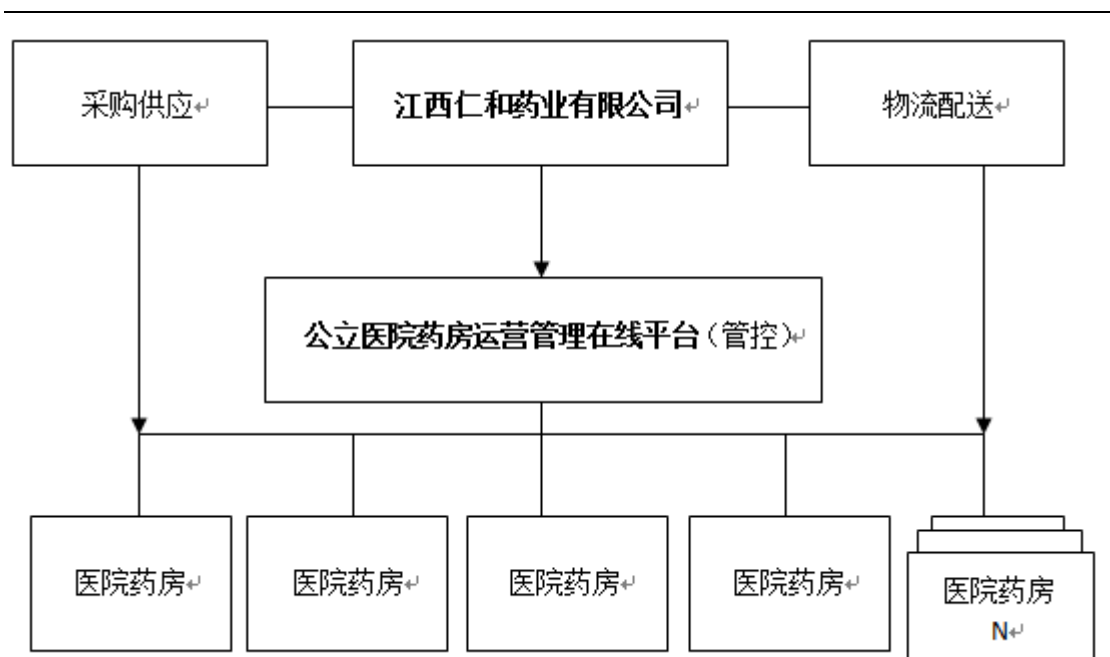 采购供应
江西仁和药业有限公司
物流配送
公立医院药房运营管理在线平台（管控）
医院药房
医院药房
医院药房
医院药房
医院药房
N